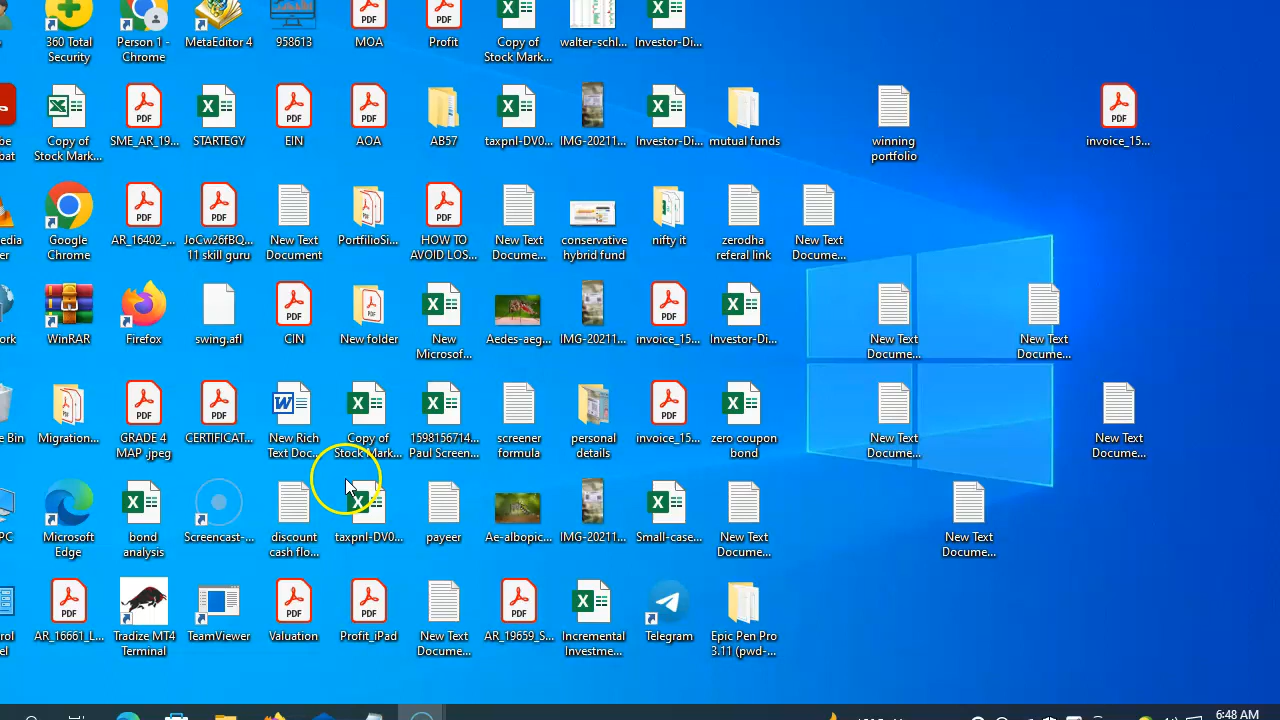 360 Total
Security
Person 1 -
Chrome
MetaEditor 4
958613
MOA
Profit
Copy of
Stock Mark...
walter-schl...
Investor-Di...
Copy of
Stock Mark...
SME_AR_19...
STARTEGY
EIN
AOA
AB57
taxpnl-DV0...
IMG-20211...
Investor-Di...
mutual funds
winning
portfolio
invoice_15...
Google
Chrome
AR_16402_...
JoCw26fBQ...
11 skill guru
New Text
Document
PortfilioSi...
HOW TO
AVOID LOS...
New Text
Docume...
conservative
hybrid fund
nifty it
zerodha
referal link
New Text
Docume...
WinRAR
Firefox
swing.afl
CIN
New folder
New
Microsof...
Aedes-aeg...
IMG-20211...
invoice_15...
Investor-Di...
New Text
Docume...
New Text
Docume...
e Bin
Migration...
GRADE 4
MAP .jpeg
CERTIFICAT...
New Rich
Text Doc...
Copy of
Stock Mark...
1598156714...
Paul Screen...
screener
formula
personal
details
invoice_15...
zero coupon
bond
New Text
Docume...
New Text
Docume...
PC
Microsoft
Edge
bond
analysis
Screencast-...
discount
cash flo...
taxpnl-DV0...
payeer
Ae-albopic...
IMG-20211...
Small-case...
New Text
Docume...
New Text
Docume...
AR_16661_L...
Tradize MT4
Terminal
TeamViewer
Valuation
Profit_iPad
New Text
Docume...
AR_19659_S...
Incremental
Investme...
Telegram
Epic Pen Pro
3.11 (pwd-...
6:48 AM